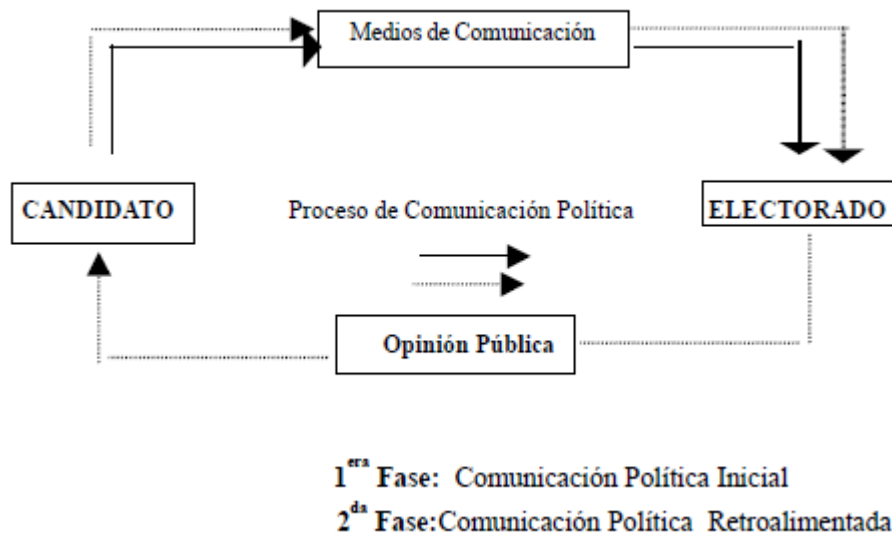 Medios de Comunicación
CANDIDATO
Proceso de Comunicación Política
ELECTORADO
Opinión Pública
1era Fase: Comunicación Política Inicial
2da Fase:Comunicación Política Retroalimentada